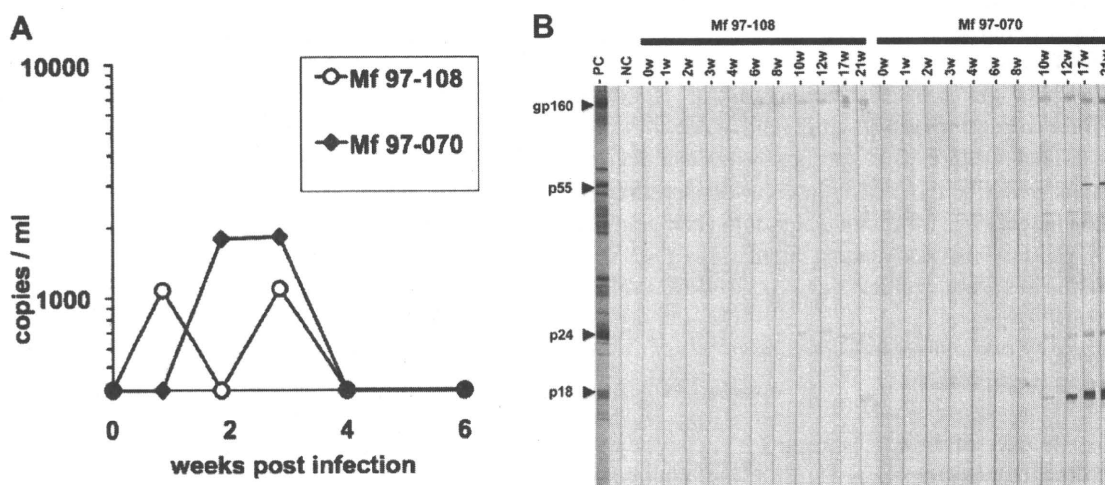 A
10000
1000
copies / ml
0
2
4
6
weeks post infection
Mf 97-108
Mf 97-070
B
Mf 97-108
Mf 97-070
- PC
- NC
- 0w
- 1w
- 2w
- 3w
- 4w
- 6w
- 8w
- 10w
- 12w
- 17w
- 21w
- 0w
- 1w
- 2w
- 3w
- 4w
- 6w
- 8w
- 10w
- 12w
- 17w
gp160
p55
p24
p18